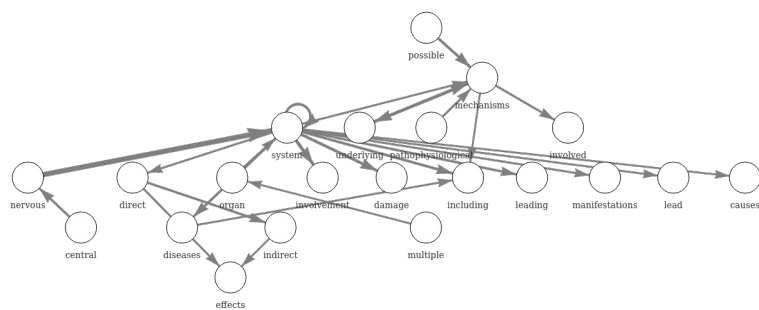 possible
mechanisms
system underlying pathophysiological involved
nervous direct organ involvement damage including leading manifestations lead causes
central diseases indirect multiple
effects